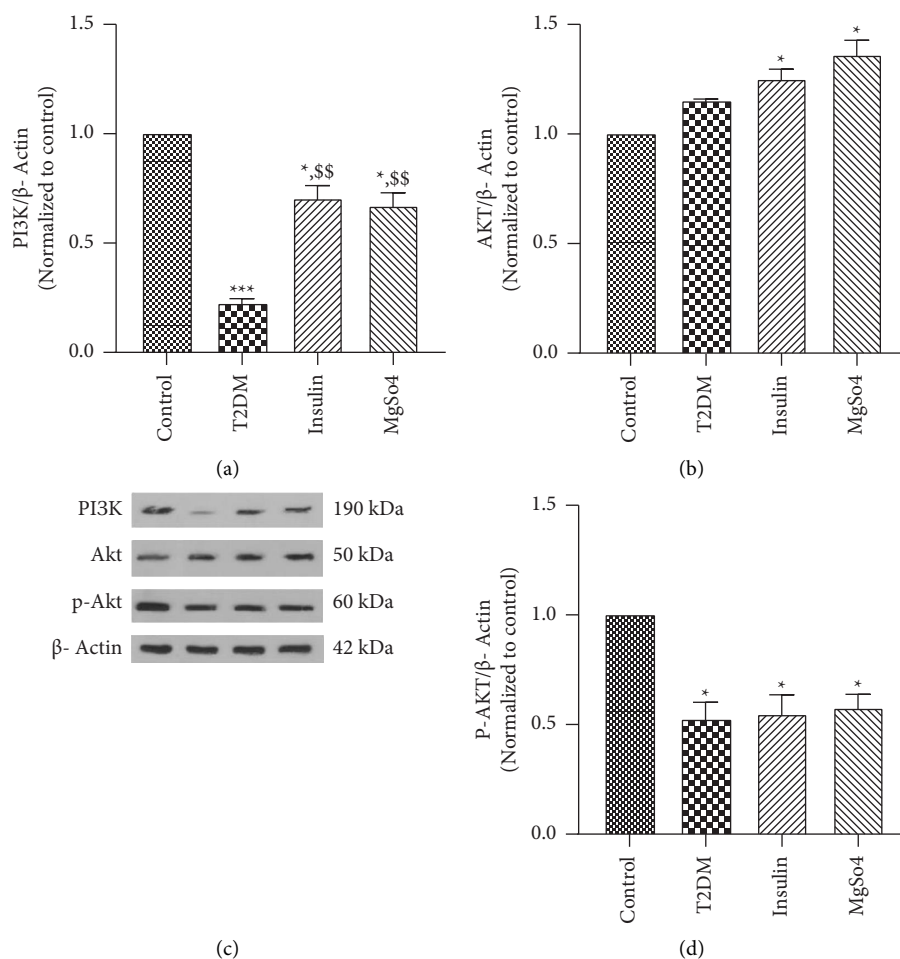 PI3K/β- Actin
(Normalized to control)
1.5
1.0
0.5
0.0
***
*,$$
*,$$
Control
T2DM
Insulin
MgSo4
(a)
AKT/β- Actin
(Normalized to control)
1.5
1.0
0.5
0.0
*
*
Control
T2DM
Insulin
MgSo4
(b)
PI3K 190 kDa
Akt 50 kDa
p-Akt 60 kDa
β- Actin 42 kDa
(c)
P-AKT/β- Actin
(Normalized to control)
1.5
1.0
0.5
0.0
*
*
*
Control
T2DM
Insulin
MgSo4
(d)